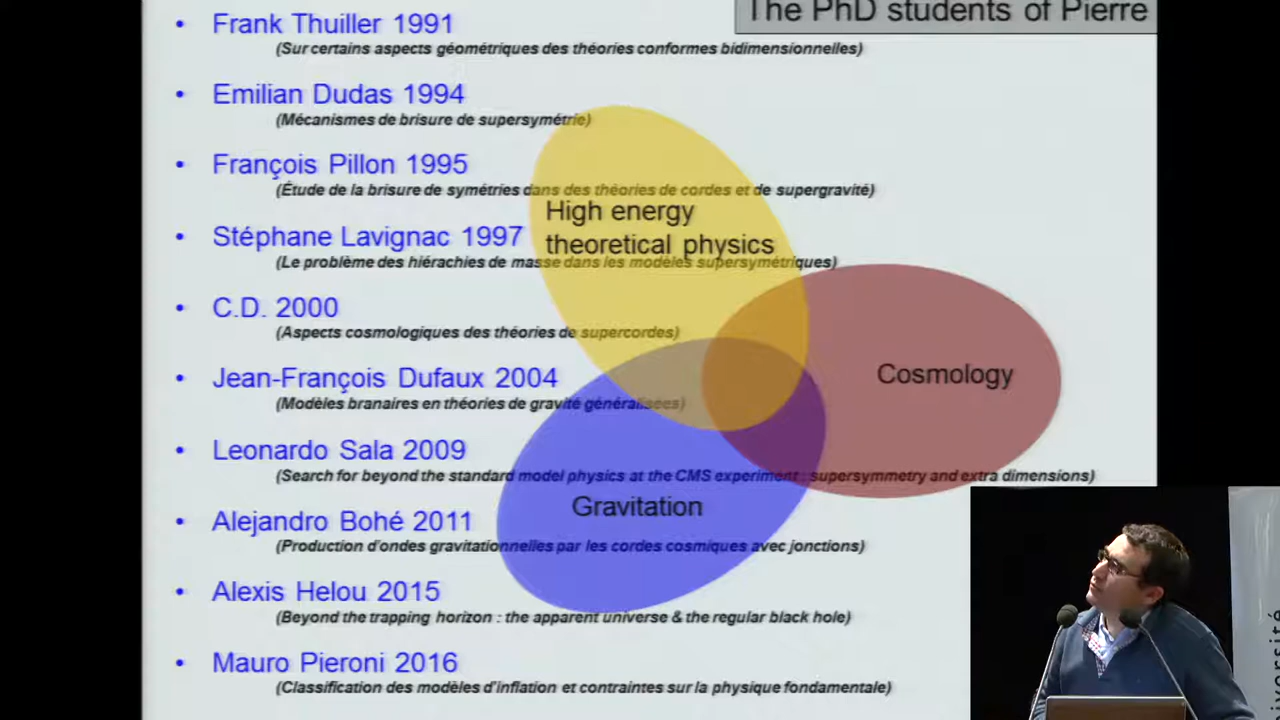 The PhD students of Pierre
• Frank Thuiller 1991
(Sur certains aspects géométriques des théories conformes bidimensionnelles)
• Emilian Dudas 1994
(Mécanismes de brisure de supersymétrie)
• François Pillon 1995
(Étude de la brisure de symétries dans des théories de cordes et de supergravité)
High energy
theoretical physics
• Stéphane Lavignac 1997
(Le problème des hiérachies de masse dans les modèles supersymétriques)
• C.D. 2000
(Aspects cosmologiques des théories de supercordes)
Cosmology
• Jean-François Dufaux 2004
(Modèles branaires en théories de gravité généralisées)
• Leonardo Sala 2009
(Search for beyond the standard model physics at the CMS experiment : supersymmetry and extra dimensions)
Gravitation
• Alejandro Bohé 2011
(Production d'ondes gravitationnelles par les cordes cosmiques avec jonctions)
• Alexis Helou 2015
(Beyond the trapping horizon : the apparent universe & the regular black hole)
• Mauro Pieroni 2016
(Classification des modèles d'inflation et contraintes sur la physique fondamentale)